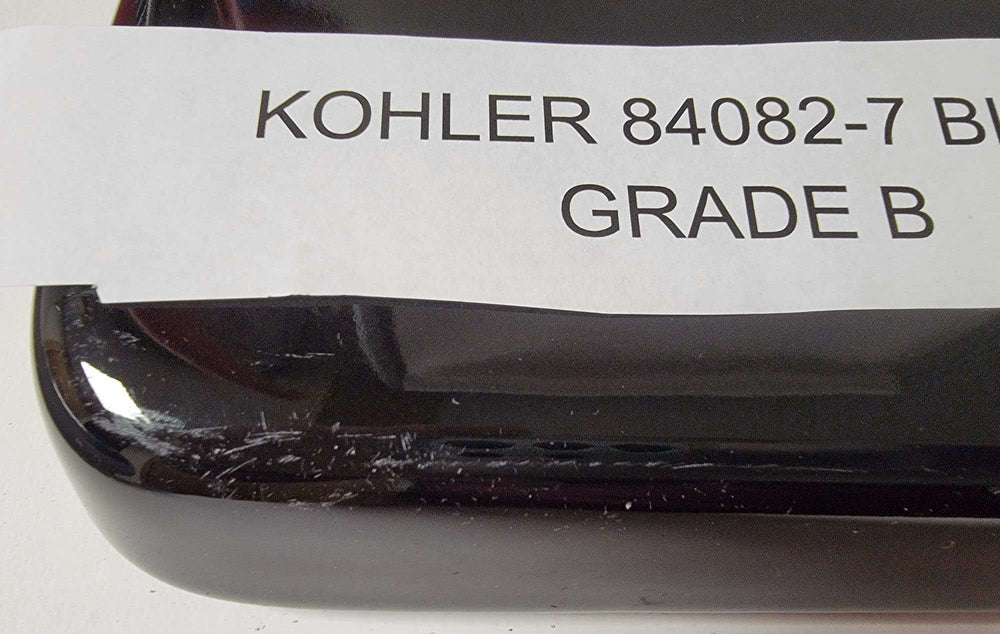 KOHLER 84082-7
GRADE B